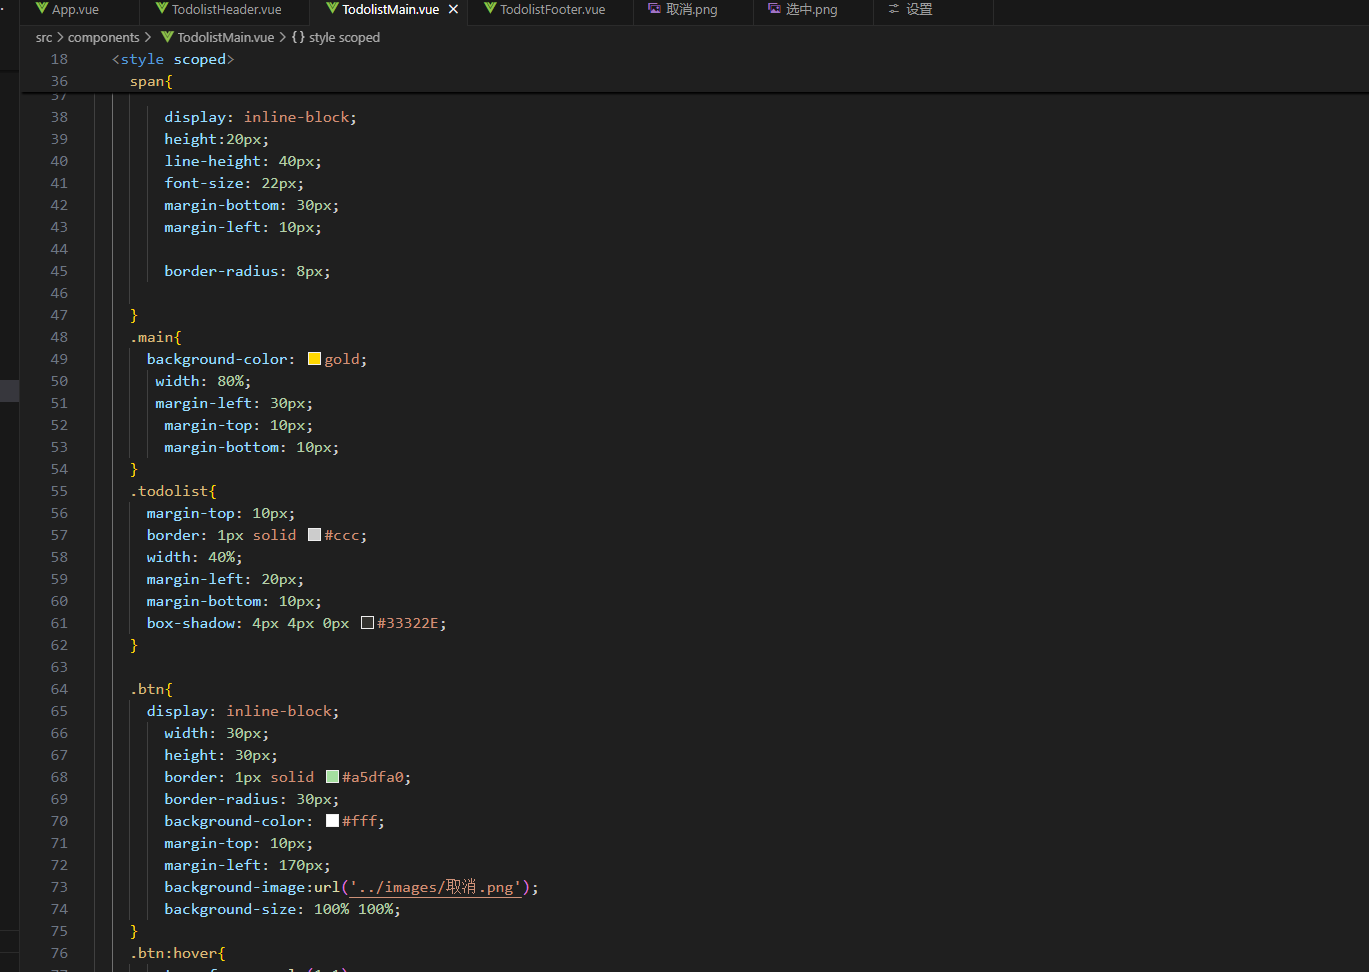 App.vue TodolistHeader.vue TodolistMain.vue TodolistFooter.vue 取消.png 选中.png 设置
src > components > TodolistMain.vue > {} style scoped
18 <style scoped>
36 span{
37
38 display: inline-block;
39 height:20px;
40 line-height: 40px;
41 font-size: 22px;
42 margin-bottom: 30px;
43 margin-left: 10px;
44
45 border-radius: 8px;
46
47 }
48 .main{
49 background-color: gold;
50 width: 80%;
51 margin-left: 30px;
52 margin-top: 10px;
53 margin-bottom: 10px;
54 }
55 .todolist{
56 margin-top: 10px;
57 border: 1px solid #ccc;
58 width: 40%;
59 margin-left: 20px;
60 margin-bottom: 10px;
61 box-shadow: 4px 4px 0px #33322E;
62 }
63
64 .btn{
65 display: inline-block;
66 width: 30px;
67 height: 30px;
68 border: 1px solid #a5dfa0;
69 border-radius: 30px;
70 background-color: #fff;
71 margin-top: 10px;
72 margin-left: 170px;
73 background-image:url('../images/取消.png');
74 background-size: 100% 100%;
75 }
76 .btn:hover{